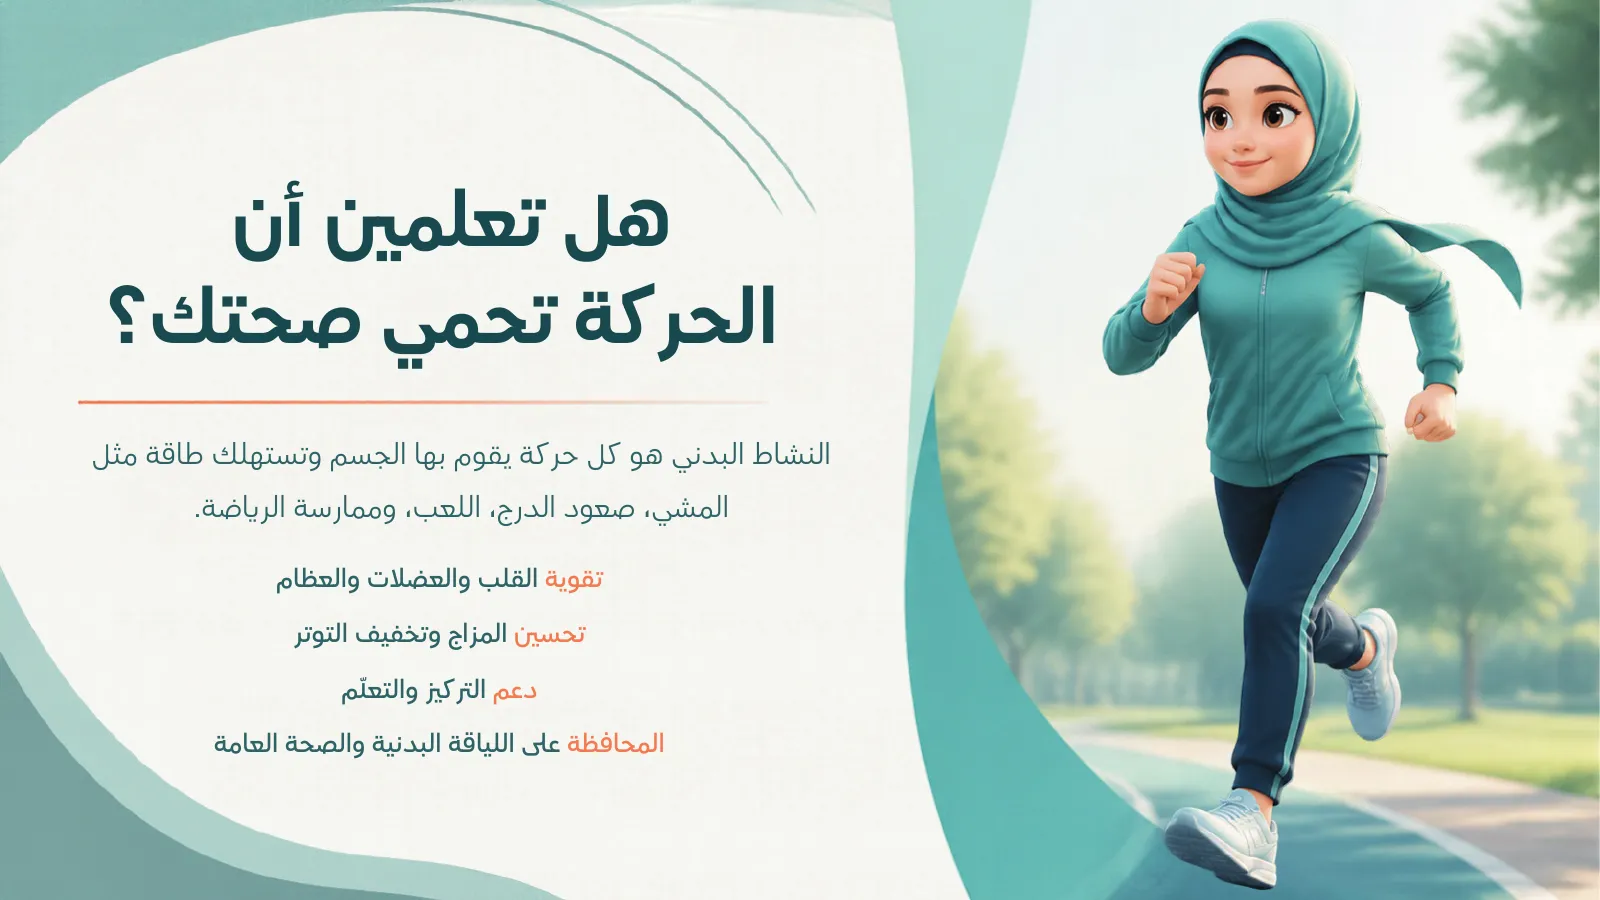 هل تعلمين أن
الحركة تحمي صحتك؟
النشاط البدني هو كل حركة يقوم بها الجسم وتستهلك طاقة مثل
المشي، صعود الدرج، اللعب، وممارسة الرياضة.
تقوية القلب والعضلات والعظام
تحسين المزاج وتخفيف التوتر
دعم التركيز والتعلّم
المحافظة على اللياقة البدنية والصحة العامة